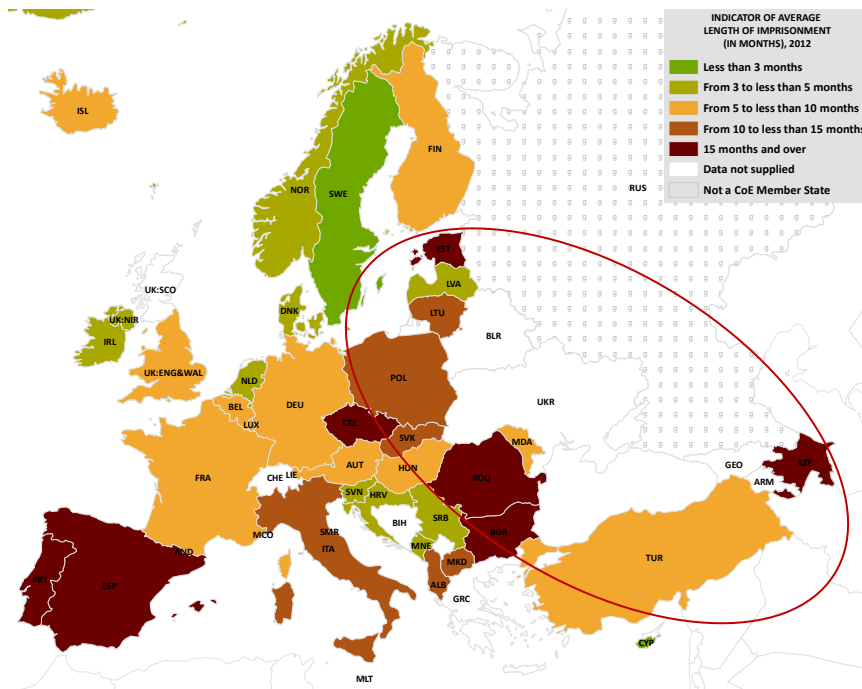 INDICATOR OF AVERAGE
LENGTH OF IMPRISONMENT
(IN MONTHS), 2012
Less than 3 months
From 3 to less than 5 months
From 5 to less than 10 months
From 10 to less than 15 months
15 months and over
Data not supplied
Not a CoE Member State
ISL
FIN
RUS
NOR
SWE
EST
UK:SCO
LVA
DNK
LTU
UK:NIR
IRL
BLR
UK:ENG&WAL
NLD
POL
BEL
DEU
UKR
LUX
CZE
SVK
MDA
AUT
HUN
GEO
AZE
FRA
CHE
LIE
ROU
ARM
SVN
HRV
SRB
BIH
MCO
SMR
BGR
ITA
MNE
AND
TUR
MKD
PRT
ESP
ALB
GRC
CYP
MLT